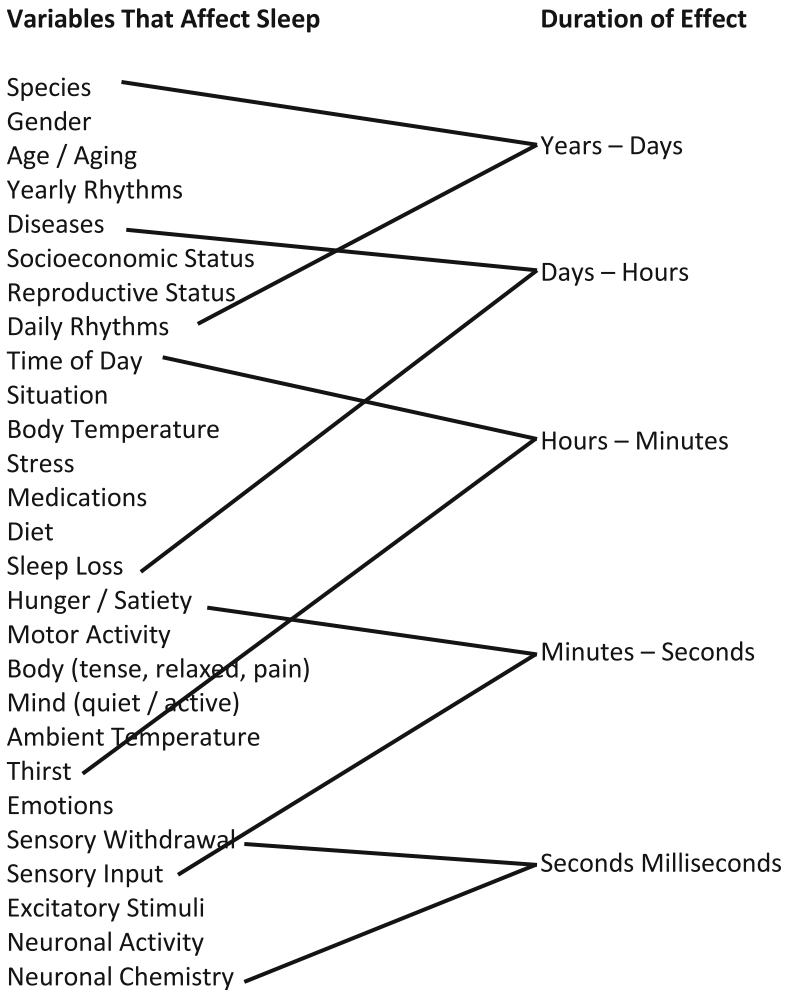 Variables That Affect Sleep
Duration of Effect
Species
Gender
Age / Aging
Yearly Rhythms
Diseases
Socioeconomic Status
Reproductive Status
Daily Rhythms
Time of Day
Situation
Body Temperature
Stress
Medications
Diet
Sleep Loss
Hunger / Satiety
Motor Activity
Body (tense, relaxed, pain)
Mind (quiet / active)
Ambient Temperature
Thirst
Emotions
Sensory Withdrawal
Sensory Input
Excitatory Stimuli
Neuronal Activity
Neuronal Chemistry
Years – Days
Days – Hours
Hours – Minutes
Minutes – Seconds
Seconds Milliseconds